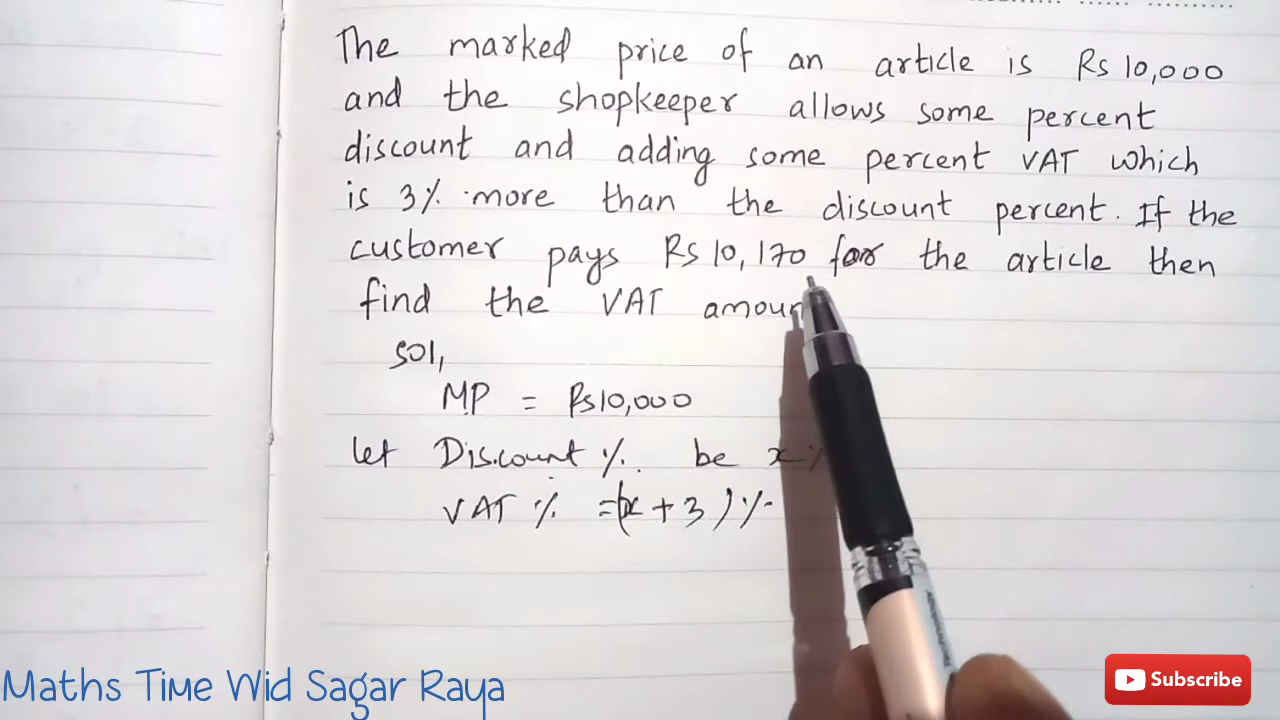 The marked price of an article is Rs 10,000
and the shopkeeper allows some percent
discount and adding some percent VAT which
is 3% more than the discount percent. If the
customer pays Rs 10,170 for the article then
find the VAT
sol,
MP = Rs 10,000
let Discount % be x %
VAT % = (x + 3) %
Maths Time Wid Sagar Raya
Subscribe